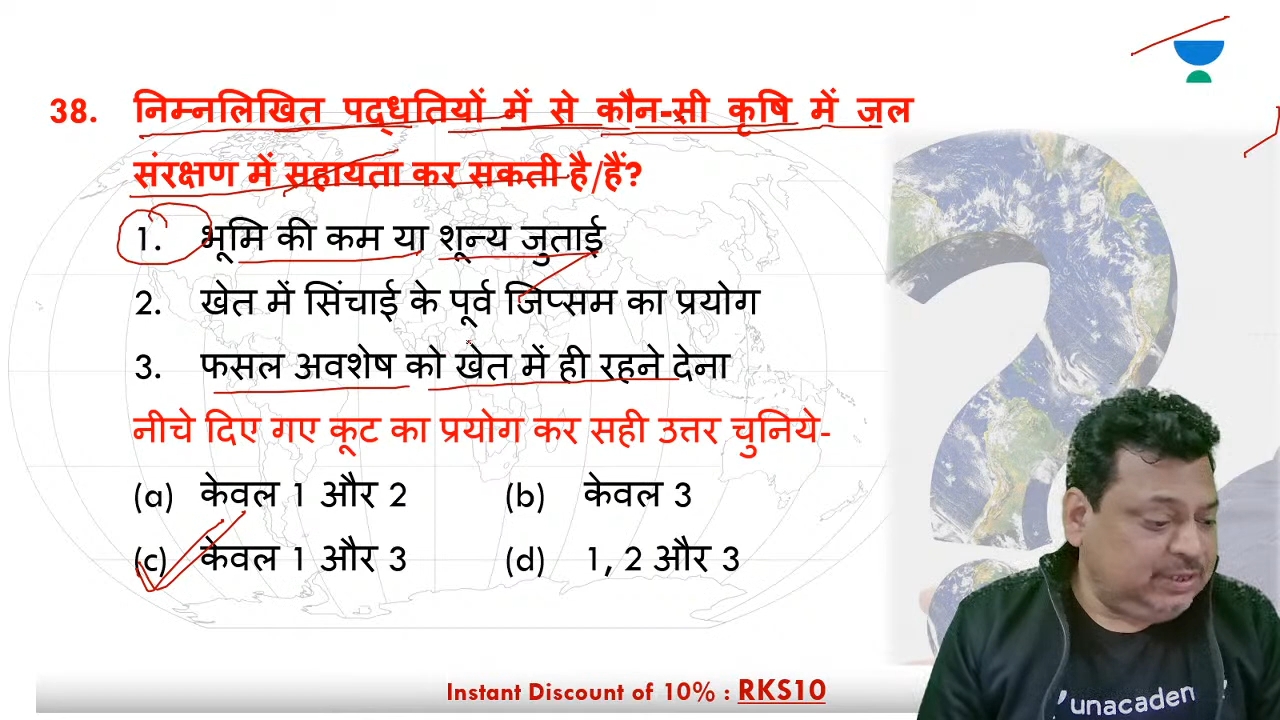 38. निम्नलिखित पद्धतियों में से कौन-सी कृषि में जल
संरक्षण में सहायता कर सकती है/हैं?
1. भूमि की कम या शून्य जुताई
2. खेत में सिंचाई के पूर्व जिप्सम का प्रयोग
3. फसल अवशेष को खेत में ही रहने देना
नीचे दिए गए कूट का प्रयोग कर सही उत्तर चुनिये-
(a) केवल 1 और 2 (b) केवल 3
(c) केवल 1 और 3 (d) 1, 2 और 3
Instant Discount of 10% : RKS10
unacaden